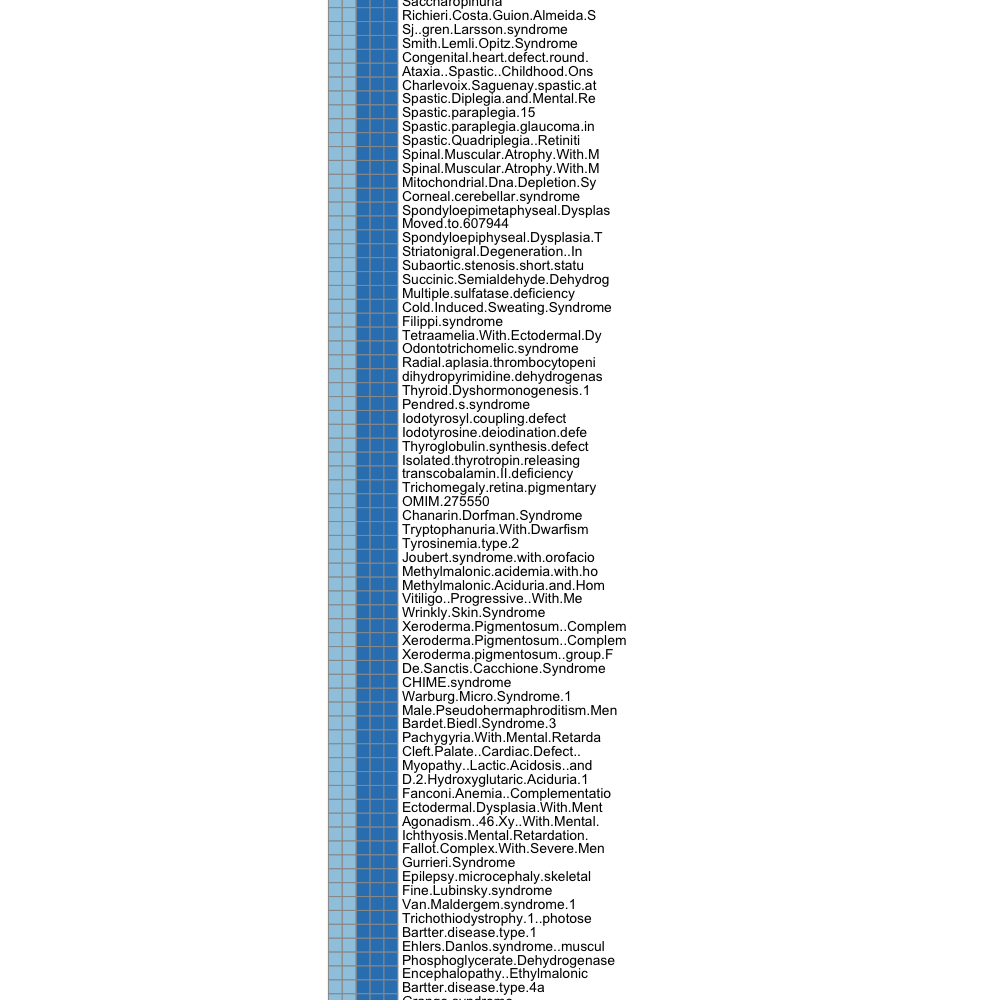 Saccharopinuria
Richieri.Costa.Guion.Almeida.S
Sj..gren.Larsson.syndrome
Smith.Lemli.Opitz.Syndrome
Congenital.heart.defect.round.
Ataxia..Spastic..Childhood.Ons
Charlevoix.Saguenay.spastic.at
Spastic.Diplegia.and.Mental.Re
Spastic.paraplegia.15
Spastic.paraplegia.glaucoma.in
Spastic.Quadriplegia..Retiniti
Spinal.Muscular.Atrophy.With.M
Spinal.Muscular.Atrophy.With.M
Mitochondrial.Dna.Depletion.Sy
Corneal.cerebellar.syndrome
Spondyloepimetaphyseal.Dysplas
Moved.to.607944
Spondyloepiphyseal.Dysplasia.T
Striatonigral.Degeneration..In
Subaortic.stenosis.short.statu
Succinic.Semialdehyde.Dehydrog
Multiple.sulfatase.deficiency
Cold.Induced.Sweating.Syndrome
Filippi.syndrome
Tetraamelia.With.Ectodermal.Dy
Odontotrichomelic.syndrome
Radial.aplasia.thrombocytopeni
dihydropyrimidine.dehydrogenas
Thyroid.Dyshormonogenesis.1
Pendred.s.syndrome
Iodotyrosyl.coupling.defect
Iodotyrosine.deiodination.defe
Thyroglobulin.synthesis.defect
Isolated.thyrotropin.releasing
transcobalamin.II.deficiency
Trichomegaly.retina.pigmentary
OMIM.275550
Chanarin.Dorfman.Syndrome
Tryptophanuria.With.Dwarfism
Tyrosinemia.type.2
Joubert.syndrome.with.orofacio
Methylmalonic.acidemia.with.ho
Methylmalonic.Aciduria.and.Hom
Vitiligo..Progressive..With.Me
Wrinkly.Skin.Syndrome
Xeroderma.Pigmentosum..Complem
Xeroderma.Pigmentosum..Complem
Xeroderma.pigmentosum..group.F
De.Sanctis.Cacchione.Syndrome
CHIME.syndrome
Warburg.Micro.Syndrome.1
Male.Pseudohermaphroditism.Men
Bardet.Biedl.Syndrome.3
Pachygyria.With.Mental.Retarda
Cleft.Palate..Cardiac.Defect..
Myopathy..Lactic.Acidosis..and
D.2.Hydroxyglutaric.Aciduria.1
Fanconi.Anemia..Complementatio
Ectodermal.Dysplasia.With.Ment
Agonadism..46.Xy..With.Mental.
Ichthyosis.Mental.Retardation.
Fallot.Complex.With.Severe.Men
Gurrieri.Syndrome
Epilepsy.microcephaly.skeletal
Fine.Lubinsky.syndrome
Van.Maldergem.syndrome.1
Trichothiodystrophy.1..photose
Bartter.disease.type.1
Ehlers.Danlos.syndrome..muscul
Phosphoglycerate.Dehydrogenase
Encephalopathy..Ethylmalonic
Bartter.disease.type.4a